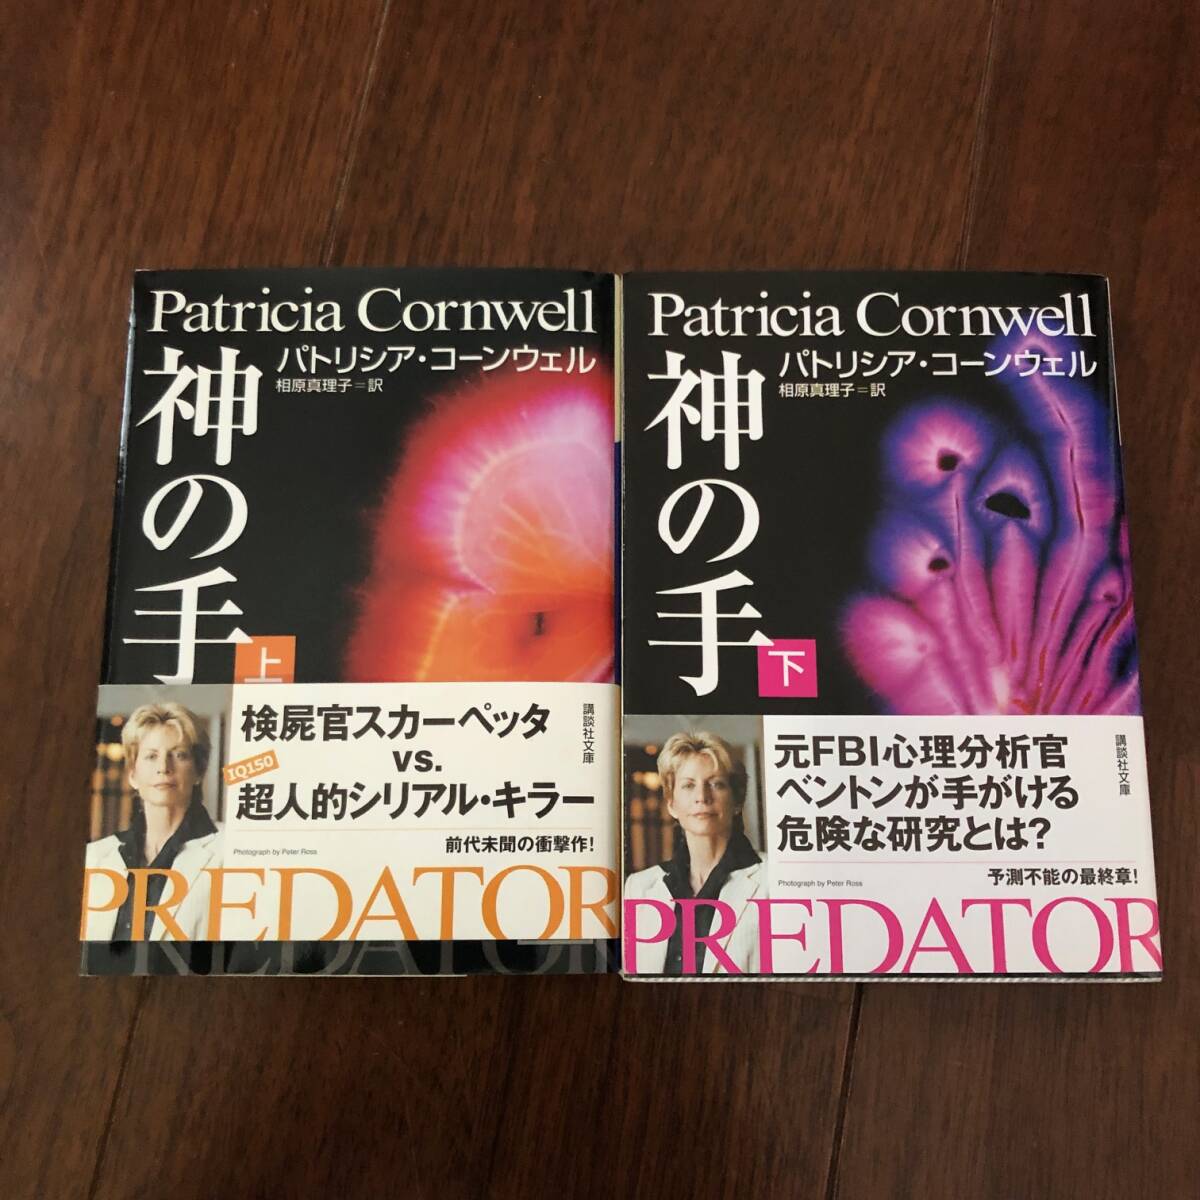 Patricia Cornwell
パトリシア・コーンウェル
相原真理子=訳
神の手
上
検屍官スカーペッタ
vs.
IQ150
超人的シリアル・キラー
前代未聞の衝撃作!
講談社文庫
Photograph by Peter Ross
PREDATOR
PREDATOR
Patricia Cornwell
パトリシア・コーンウェル
相原真理子=訳
神の手
下
元FBI心理分析官
ベントンが手がける
危険な研究とは?
予測不能の最終章!
講談社文庫
Photograph by Peter Ross
PREDATOR